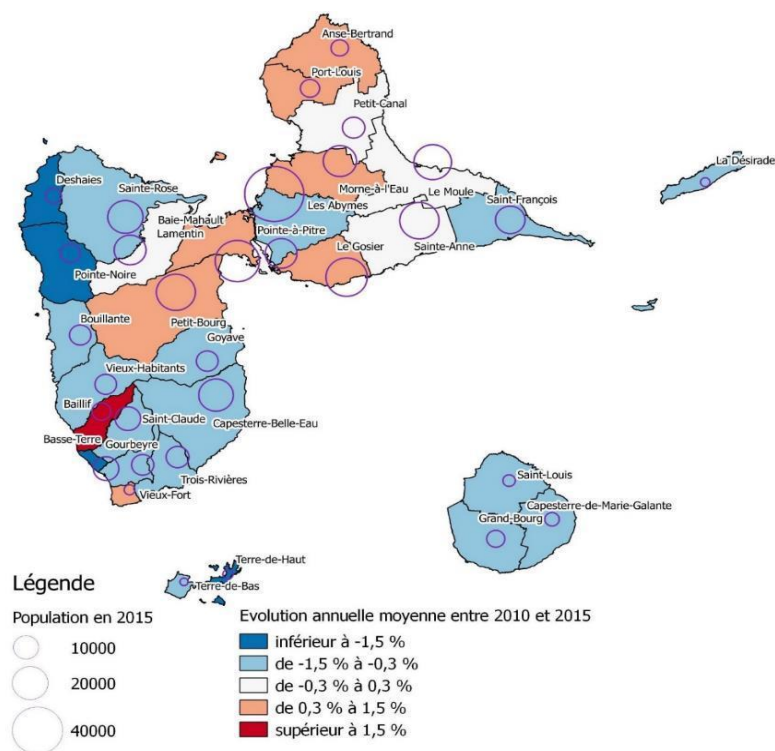 Anse-Bertrand
Port-Louis
Petit-Canal
La Désirade
Deshaies
Sainte-Rose
Morne-à-l'Eau
Le Moule
Saint-François
Les Abymes
Baie-Mahault
Lamentin
Pointe-à-Pitre
Le Gosier
Sainte-Anne
Pointe-Noire
Bouillante
Petit-Bourg
Goyave
Vieux-Habitants
Baillif
Saint-Claude
Capesterre-Belle-Eau
Basse-Terre
Gourbeyre
Trois-Rivières
Vieux-Fort
Saint-Louis
Capesterre-de-Marie-Galante
Grand-Bourg
Terre-de-Haut
Terre-de-Bas
Légende
Population en 2015
10000
20000
40000
Evolution annuelle moyenne entre 2010 et 2015
inférieur à -1,5 %
de -1,5 % à -0,3 %
de -0,3 % à 0,3 %
de 0,3 % à 1,5 %
supérieur à 1,5 %